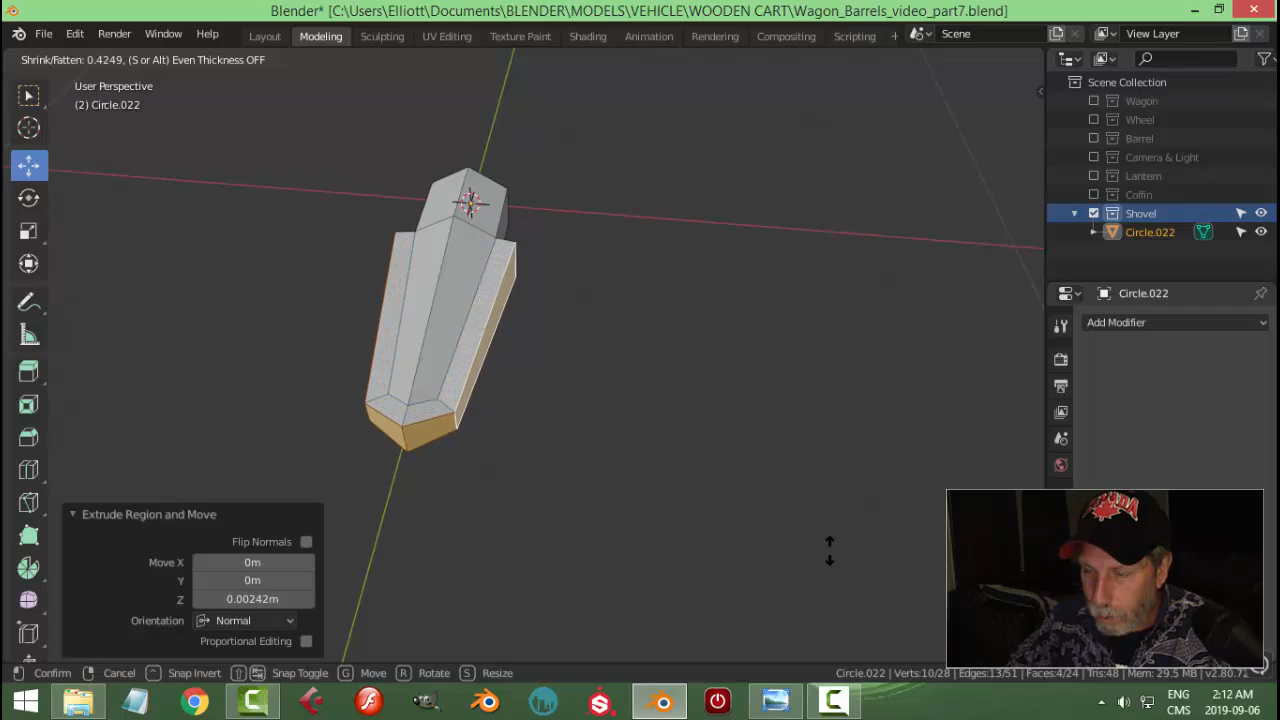 Blender* [C:\Users\Elliott\Documents\BLENDER\MODELS\VEHICLE\WOODEN CART\Wagon_Barrels_video_part7.blend]
File Edit Render Window Help Layout Modeling Sculpting UV Editing Texture Paint Shading Animation Rendering Compositing Scripting + Scene View Layer
Shrink/Fatten: 0.4249, (S or Alt) Even Thickness OFF
User Perspective
(2) Circle.022
Scene Collection
Wagon
Wheel
Barrel
Camera & Light
Lantern
Coffin
Shovel
Circle.022
Circle.022
Add Modifier
Extrude Region and Move
Flip Normals
Move X 0m
Y 0m
Z 0.00242m
Orientation Normal
Proportional Editing
Confirm Cancel Snap Invert Snap Toggle G Move R Rotate S Resize Circle.022 | Verts:10/28 | Edges:13/51 | Faces:4/24 | Tris:48 | Mem: 29.5 MB | v2.80.71
ENG 2:12 AM
CMS 2019-09-06